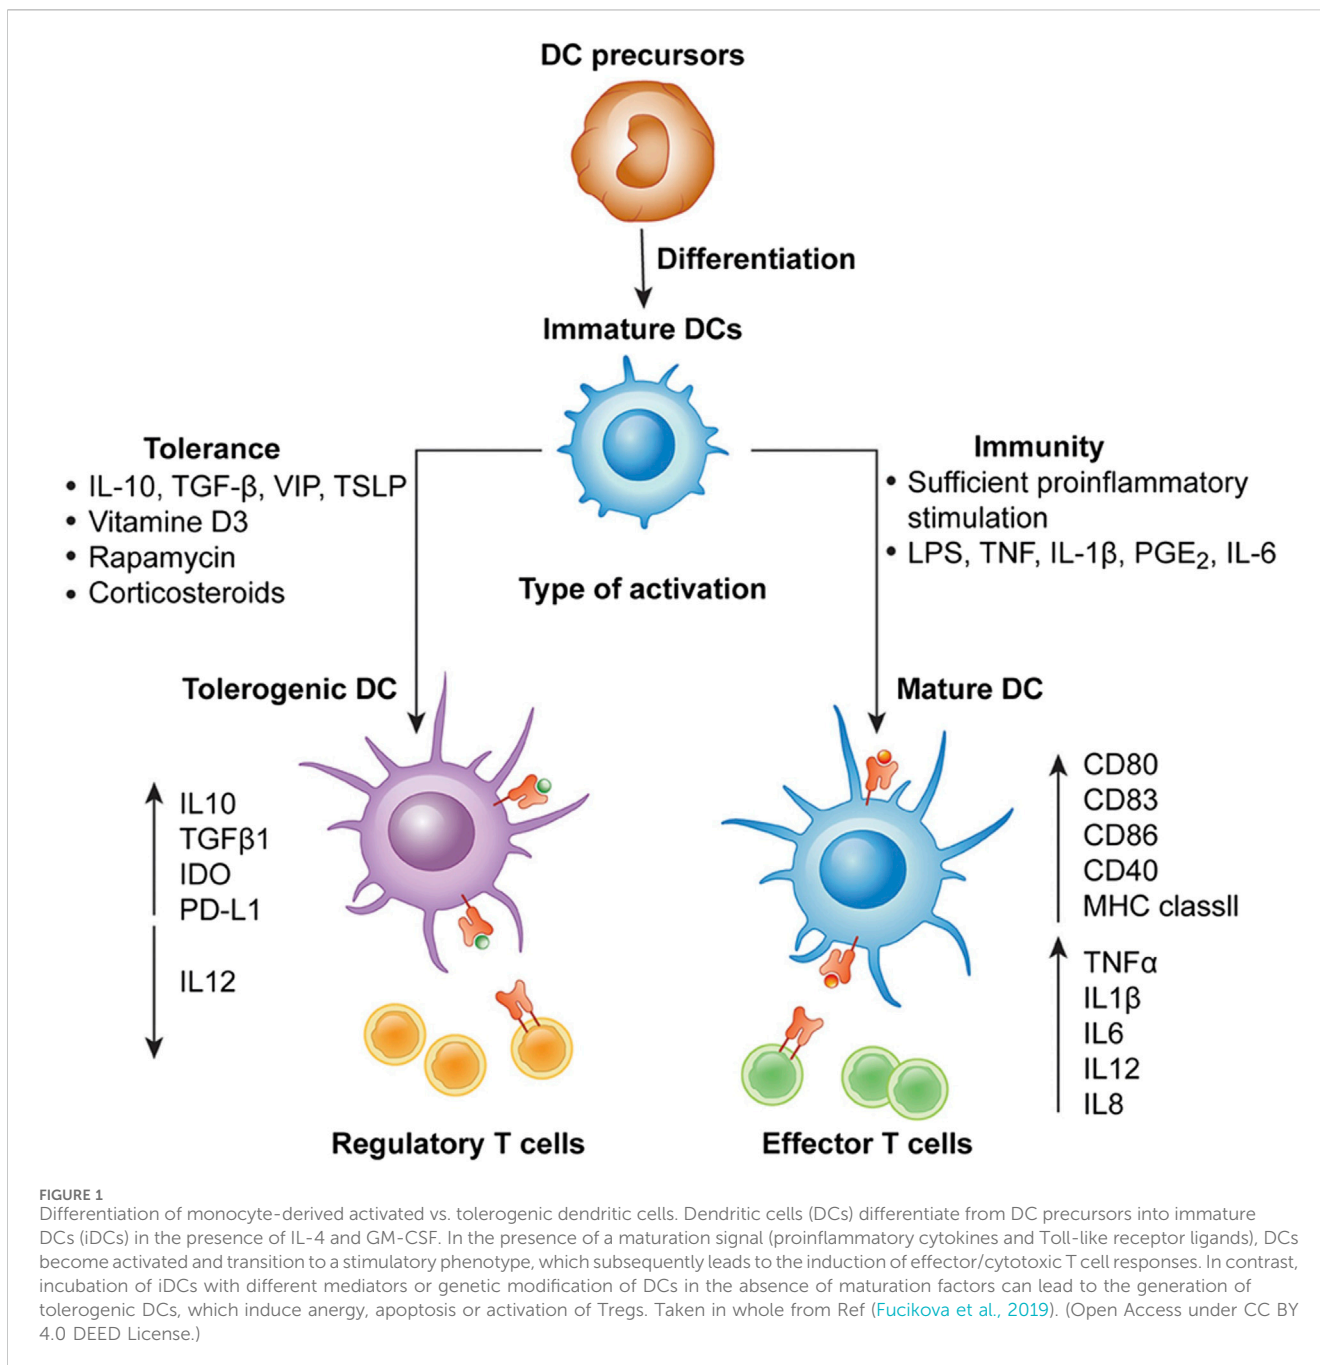 DC precursors
Differentiation
Immature DCs
Tolerance
• IL-10, TGF-β, VIP, TSLP
• Vitamine D3
• Rapamycin
• Corticosteroids
Immunity
• Sufficient proinflammatory
stimulation
• LPS, TNF, IL-1β, PGE₂, IL-6
Type of activation
Tolerogenic DC
IL10
TGFβ1
IDO
PD-L1
IL12
Regulatory T cells
Mature DC
CD80
CD83
CD86
CD40
MHC classII
TNFα
IL1β
IL6
IL12
IL8
Effector T cells
FIGURE 1
Differentiation of monocyte-derived activated vs. tolerogenic dendritic cells. Dendritic cells (DCs) differentiate from DC precursors into immature
DCs (iDCs) in the presence of IL-4 and GM-CSF. In the presence of a maturation signal (proinflammatory cytokines and Toll-like receptor ligands), DCs
become activated and transition to a stimulatory phenotype, which subsequently leads to the induction of effector/cytotoxic T cell responses. In contrast,
incubation of iDCs with different mediators or genetic modification of DCs in the absence of maturation factors can lead to the generation of
tolerogenic DCs, which induce anergy, apoptosis or activation of Tregs. Taken in whole from Ref (Fucikova et al., 2019). (Open Access under CC BY
4.0 DEED License.)